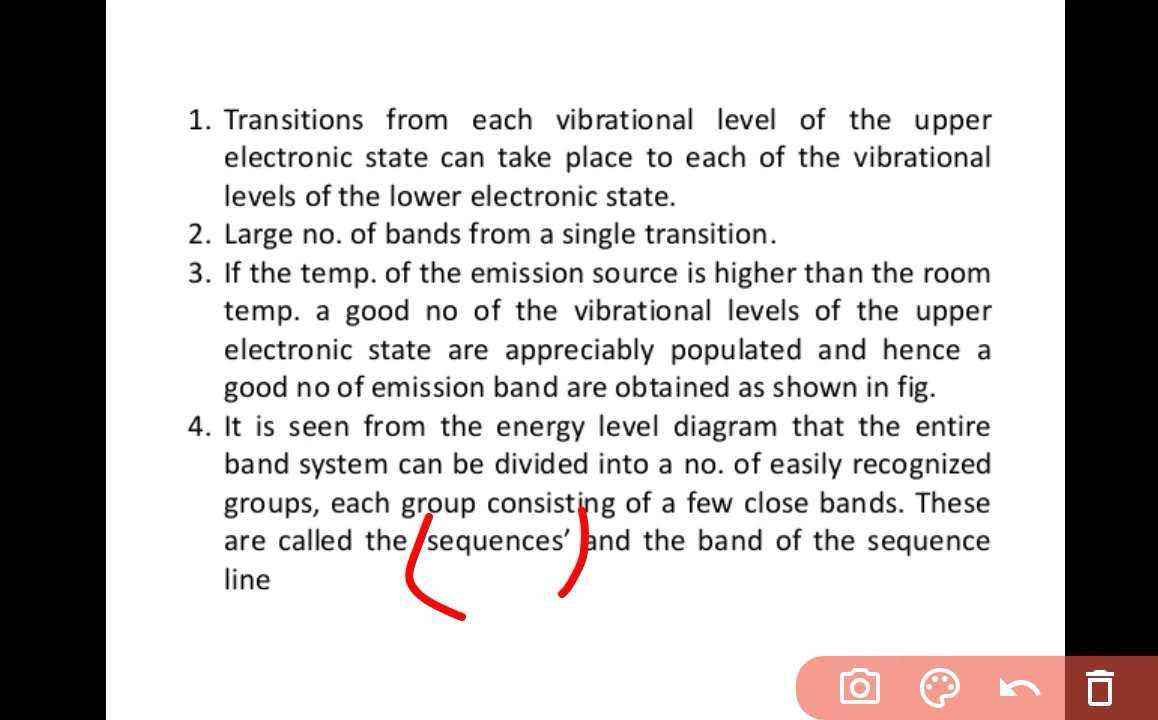 1. Transitions from each vibrational level of the upper
electronic state can take place to each of the vibrational
levels of the lower electronic state.
2. Large no. of bands from a single transition.
3. If the temp. of the emission source is higher than the room
temp. a good no of the vibrational levels of the upper
electronic state are appreciably populated and hence a
good no of emission band are obtained as shown in fig.
4. It is seen from the energy level diagram that the entire
band system can be divided into a no. of easily recognized
groups, each group consisting of a few close bands. These
are called the ‘sequences’ and the band of the sequence
line